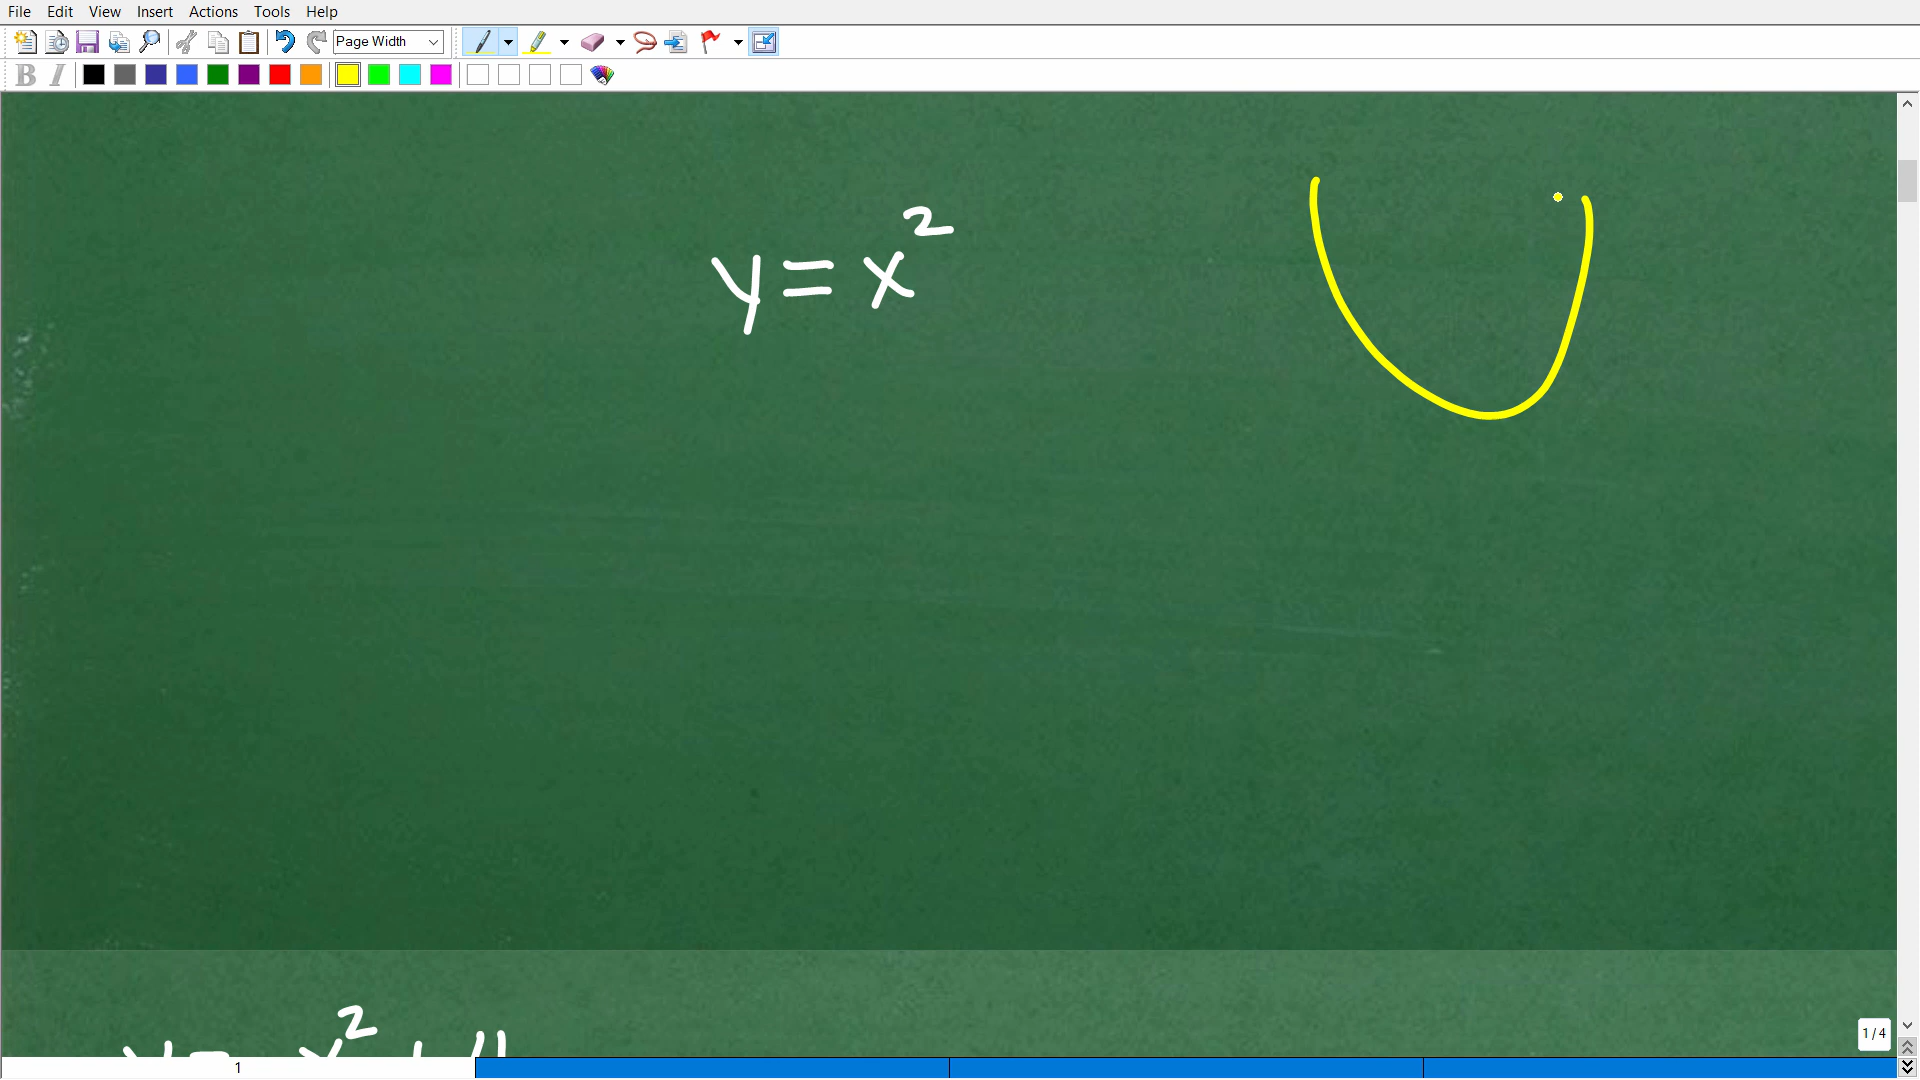 File Edit View Insert Actions Tools Help
Page Width
B I
y = x²
1 / 4
1